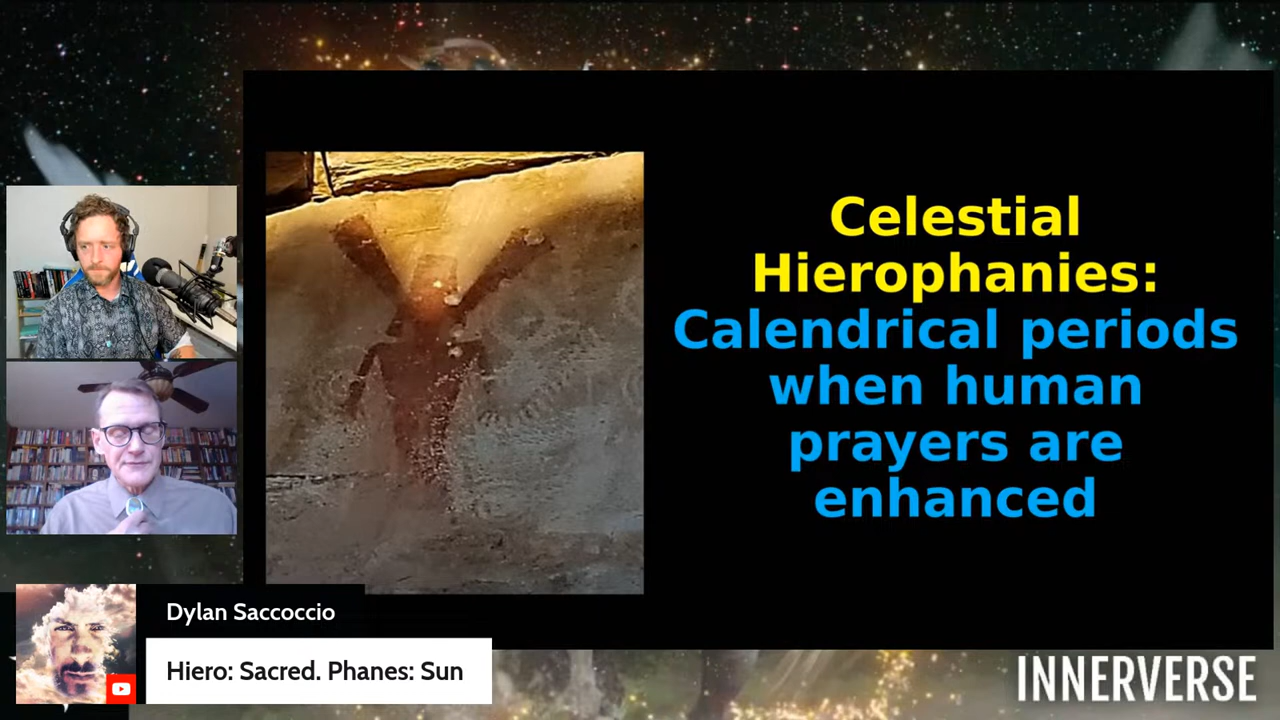 Celestial
Hierophanies:
Calendrical periods
when human
prayers are
enhanced
Dylan Saccoccio
Hiero: Sacred. Phanes: Sun
INNERVERSE